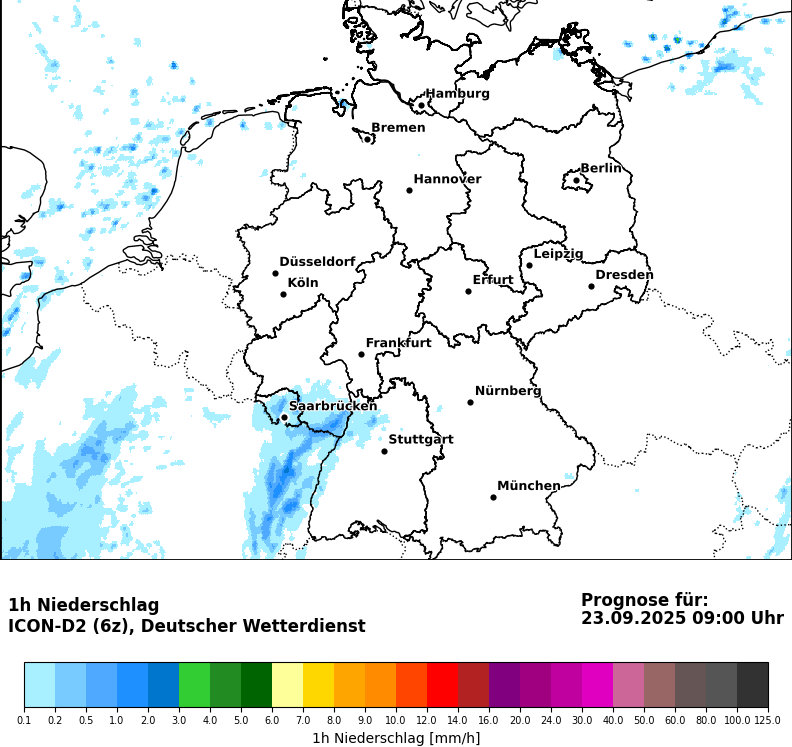 Hamburg
Bremen
Berlin
Hannover
Leipzig
Düsseldorf
Dresden
Köln
Erfurt
Frankfurt
Nürnberg
Saarbrücken
Stuttgart
München
1h Niederschlag
ICON-D2 (6z), Deutscher Wetterdienst
Prognose für:
23.09.2025 09:00 Uhr
0.1 0.2 0.5 1.0 2.0 3.0 4.0 5.0 6.0 7.0 8.0 9.0 10.0 12.0 14.0 16.0 20.0 24.0 30.0 40.0 50.0 60.0 80.0 100.0 125.0
1h Niederschlag [mm/h]